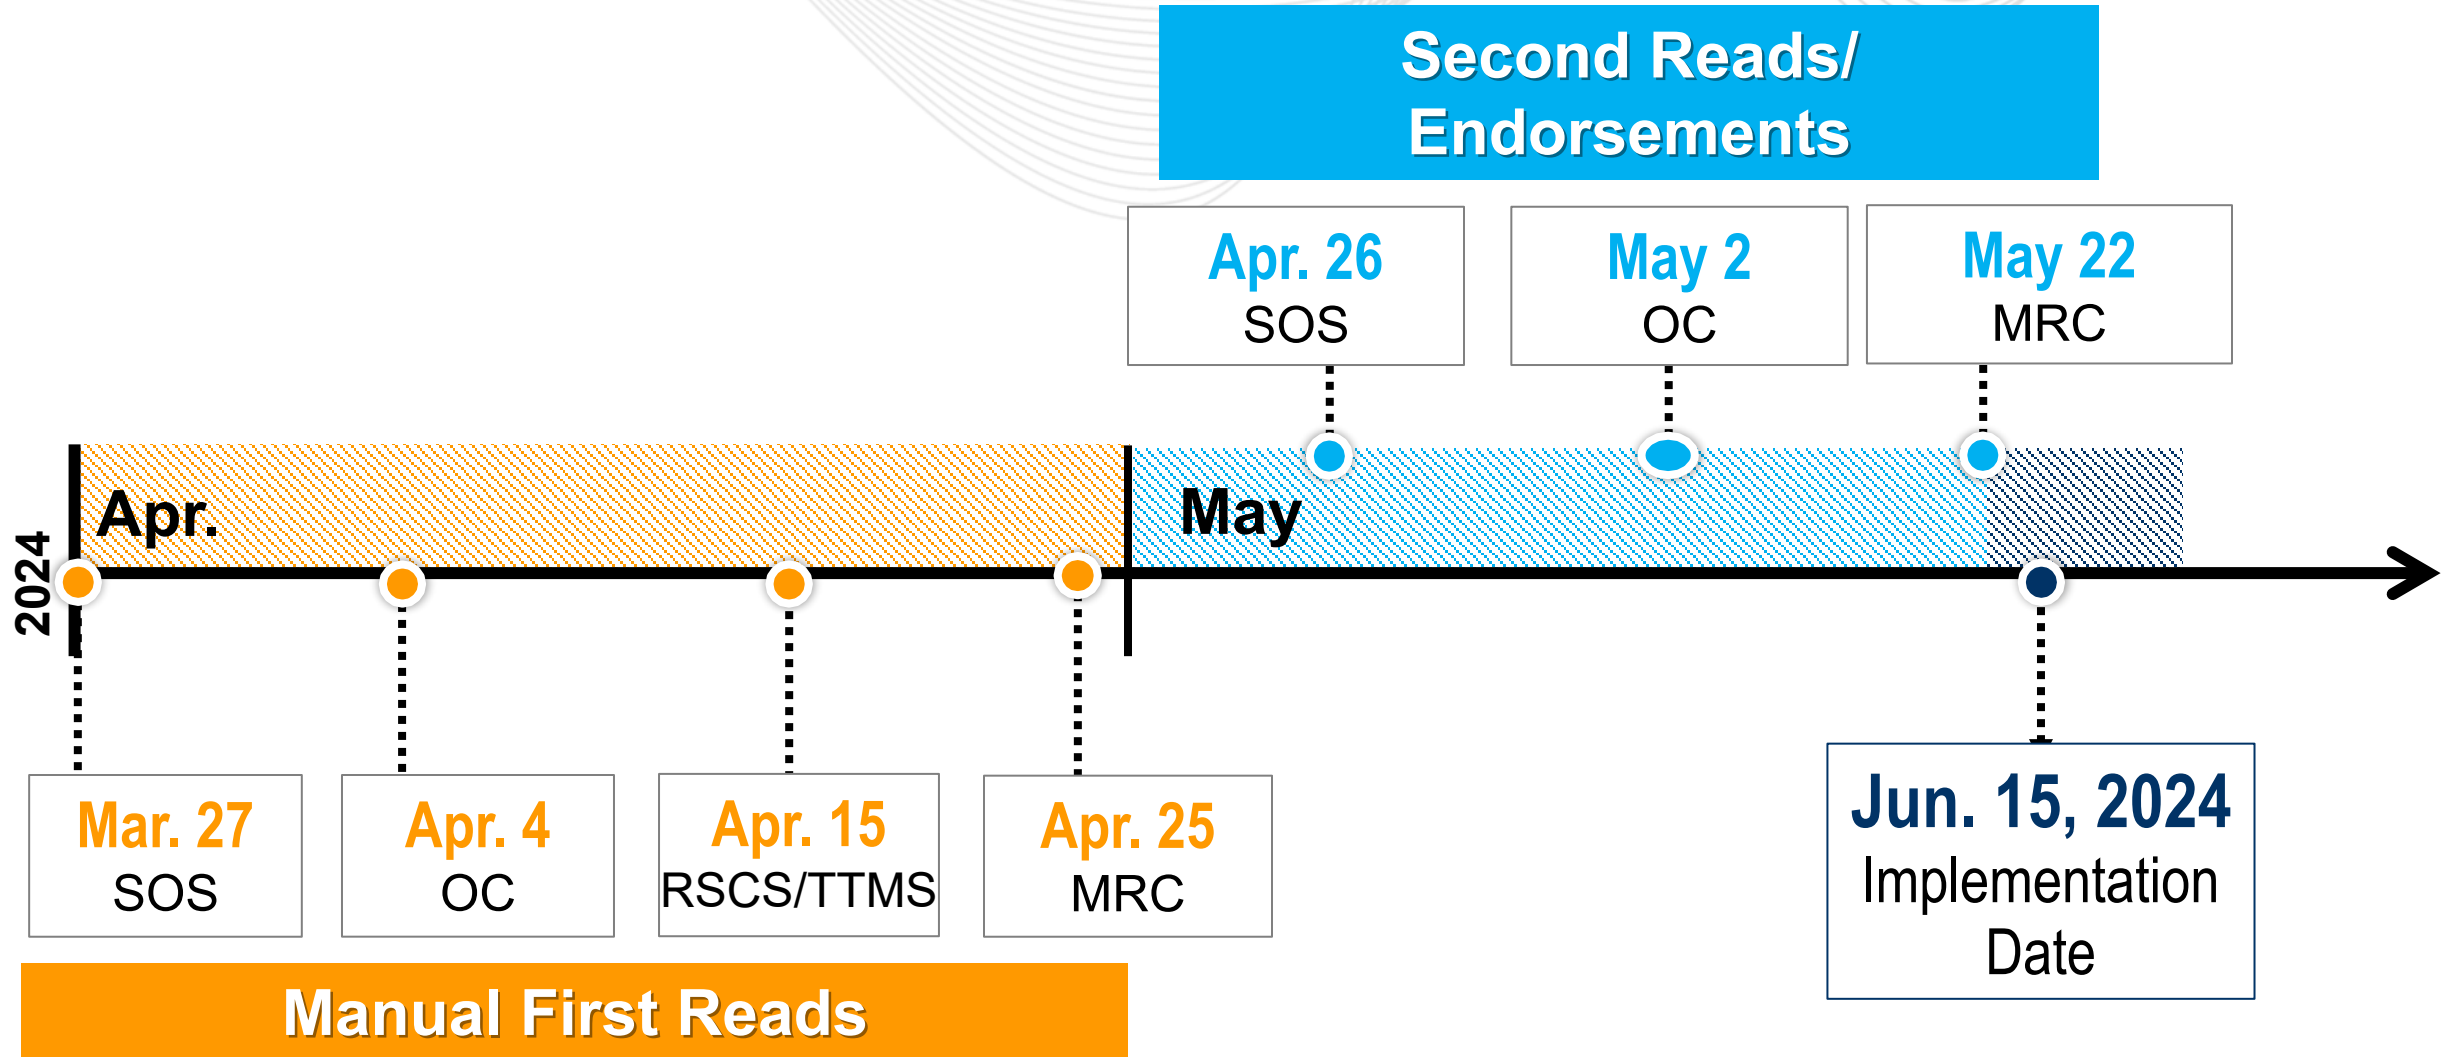 Second Reads/
Endorsements
Apr. 26
SOS
May 2
OC
May 22
MRC
2024
Apr.
May
Mar. 27
SOS
Apr. 4
OC
Apr. 15
RSCS/TTMS
Apr. 25
MRC
Jun. 15, 2024
Implementation
Date
Manual First Reads